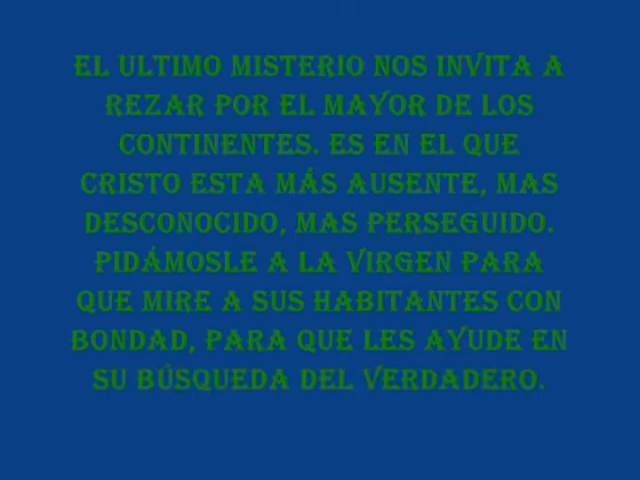 EL ULTIMO MISTERIO NOS INVITA A
REZAR POR EL MAYOR DE LOS
CONTINENTES. ES EN EL QUE
CRISTO ESTA MÁS AUSENTE, MAS
DESCONOCIDO, MAS PERSEGUIDO.
PIDÁMOSLE A LA VIRGEN PARA
QUE MIRE A SUS HABITANTES CON
BONDAD, PARA QUE LES AYUDE EN
SU BÚSQUEDA DEL VERDADERO.